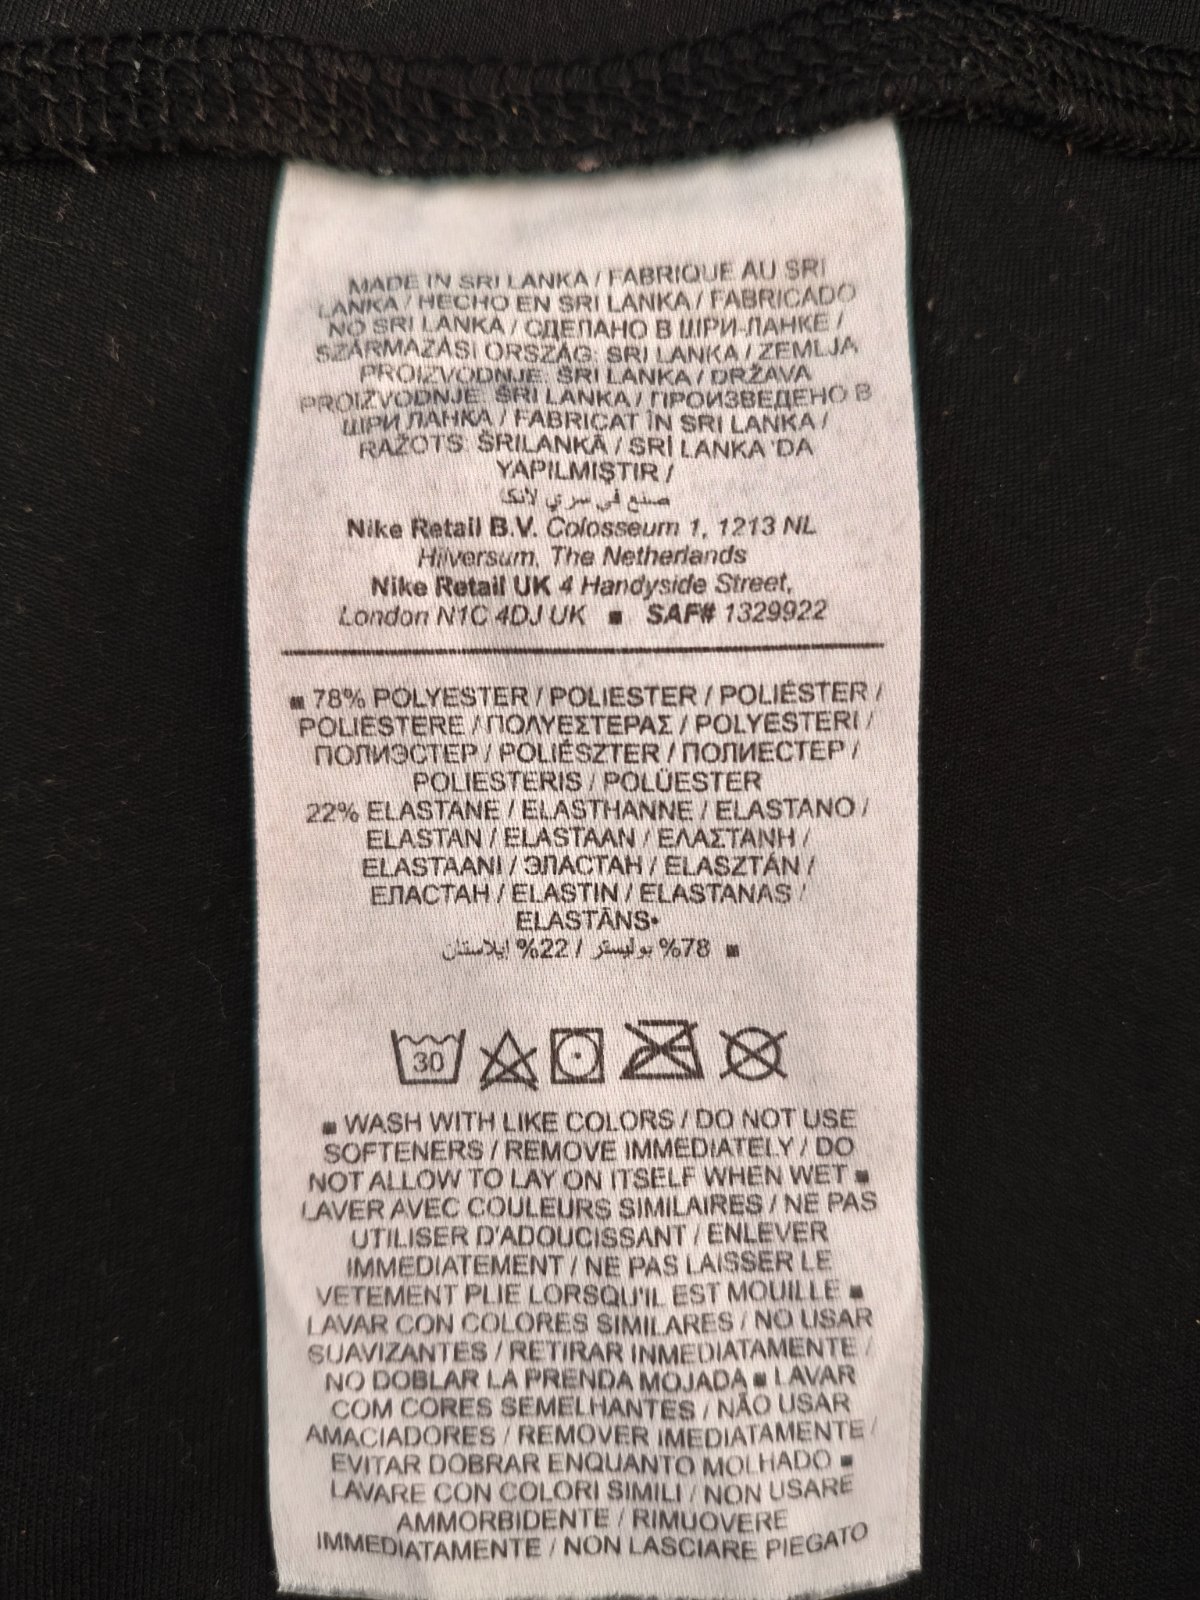 MADE IN SRI LANKA / FABRIQUE AU SRI
LANKA / HECHO EN SRI LANKA / FABRICADO
NO SRI LANKA / СДЕЛАНО В ШРИ-ЛАНКЕ /
SZÁRMAZÁSI ORSZÁG: SRI LANKA / ZEMLJA
PROIZVODNJE: ŠRI LANKA / DRŽAVA
PROIZVODNJE: ŠRI LANKA / ПРОИЗВЕДЕНО В
ШРИ ЛАНКА / FABRICAT ÎN SRI LANKA /
RAŽOTS: ŠRILANKĀ / SRİ LANKA 'DA
YAPILMIŞTIR /
صنع في سري لانكا
Nike Retail B.V. Colosseum 1, 1213 NL
Hilversum, The Netherlands
Nike Retail UK 4 Handyside Street,
London N1C 4DJ UK ■ SAF# 1329922
■ 78% POLYESTER / POLIESTER / POLIÉSTER /
POLIESTERE / ΠΟΛΥΕΣΤΕΡΑΣ / POLYESTERI /
ПОЛИЭСТЕР / POLIÉSZTER / ПОЛИЕСТЕР /
POLIESTERIS / POLÜESTER
22% ELASTANE / ELASTHANNE / ELASTANO /
ELASTAN / ELASTAAN / ΕΛΑΣΤΑΝΗ /
ELASTAANI / ЭЛАСТАН / ELASZTÁN /
ЕЛАСТАН / ELASTIN / ELASTANAS /
ELASTĀNS•
■ 78% بوليستر / 22% إيلاستان
30
■ WASH WITH LIKE COLORS / DO NOT USE
SOFTENERS / REMOVE IMMEDIATELY / DO
NOT ALLOW TO LAY ON ITSELF WHEN WET ■
LAVER AVEC COULEURS SIMILAIRES / NE PAS
UTILISER D'ADOUCISSANT / ENLEVER
IMMEDIATEMENT / NE PAS LAISSER LE
VETEMENT PLIE LORSQU'IL EST MOUILLE ■
LAVAR CON COLORES SIMILARES / NO USAR
SUAVIZANTES / RETIRAR INMEDIATAMENTE /
NO DOBLAR LA PRENDA MOJADA ■ LAVAR
COM CORES SEMELHANTES / NÃO USAR
AMACIADORES / REMOVER IMEDIATAMENTE /
EVITAR DOBRAR ENQUANTO MOLHADO ■
LAVARE CON COLORI SIMILI / NON USARE
AMMORBIDENTE / RIMUOVERE
IMMEDIATAMENTE / NON LASCIARE PIEGATO